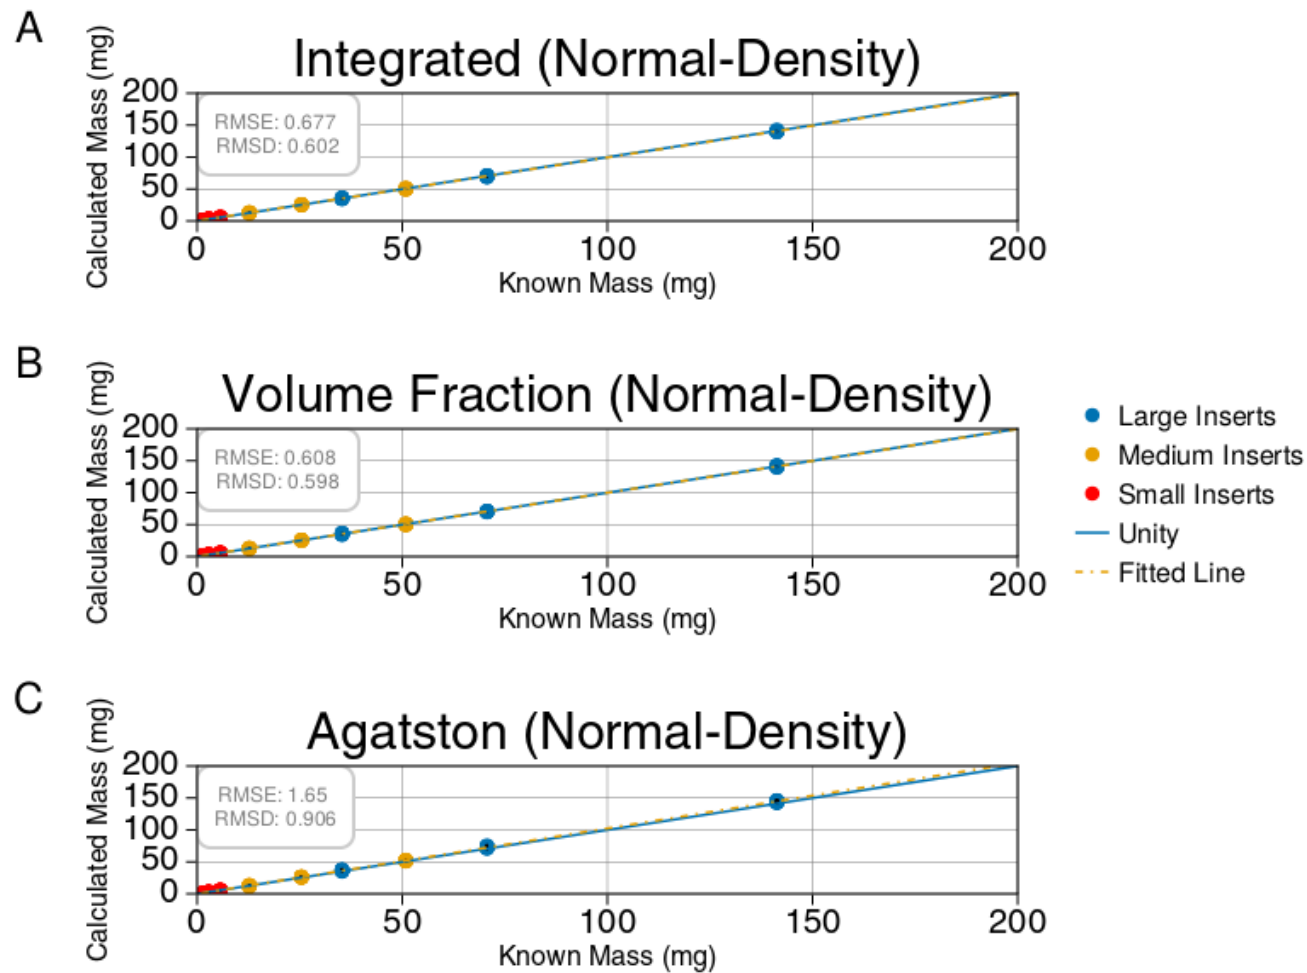 A
Integrated (Normal-Density)
Calculated Mass (mg)
200
150
100
50
0
RMSE: 0.677
RMSD: 0.602
0 50 100 150 200
Known Mass (mg)
B
Volume Fraction (Normal-Density)
Calculated Mass (mg)
200
150
100
50
0
RMSE: 0.608
RMSD: 0.598
0 50 100 150 200
Known Mass (mg)
Large Inserts
Medium Inserts
Small Inserts
Unity
Fitted Line
C
Agatston (Normal-Density)
Calculated Mass (mg)
200
150
100
50
0
RMSE: 1.65
RMSD: 0.906
0 50 100 150 200
Known Mass (mg)